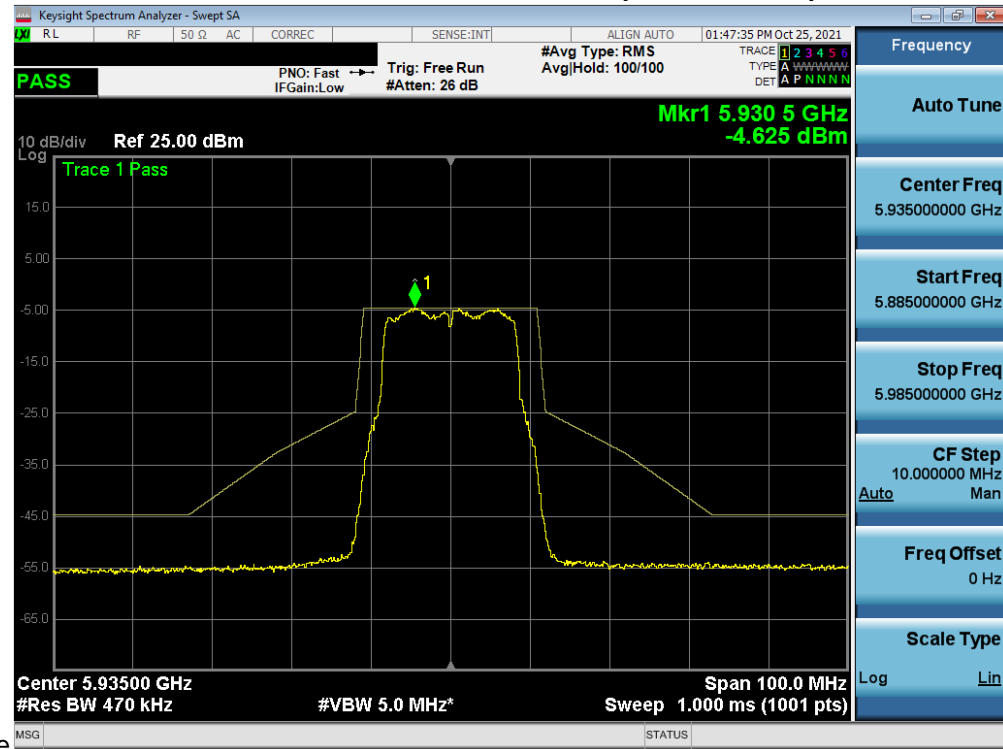 Keysight Spectrum Analyzer - Swept SA
LXI RL RF 50 Ω AC CORREC SENSE:INT ALIGN AUTO 01:47:35 PM Oct 25, 2021
Frequency
PASS
PNO: Fast
IFGain:Low
Trig: Free Run
#Atten: 26 dB
#Avg Type: RMS
Avg|Hold: 100/100
TRACE 1 2 3 4 5 6
TYPE A WWWWW
DET A P N N N N
Auto Tune
Mkr1 5.930 5 GHz
-4.625 dBm
10 dB/div Ref 25.00 dBm
Log
Trace 1 Pass
Center Freq
5.935000000 GHz
15.0
5.00
1
Start Freq
5.885000000 GHz
-5.00
-15.0
Stop Freq
5.985000000 GHz
-25.0
-35.0
CF Step
10.000000 MHz
Auto Man
-45.0
-55.0
Freq Offset
0 Hz
-65.0
Scale Type
Log Lin
Center 5.93500 GHz Span 100.0 MHz
#Res BW 470 kHz #VBW 5.0 MHz* Sweep 1.000 ms (1001 pts)
MSG STATUS